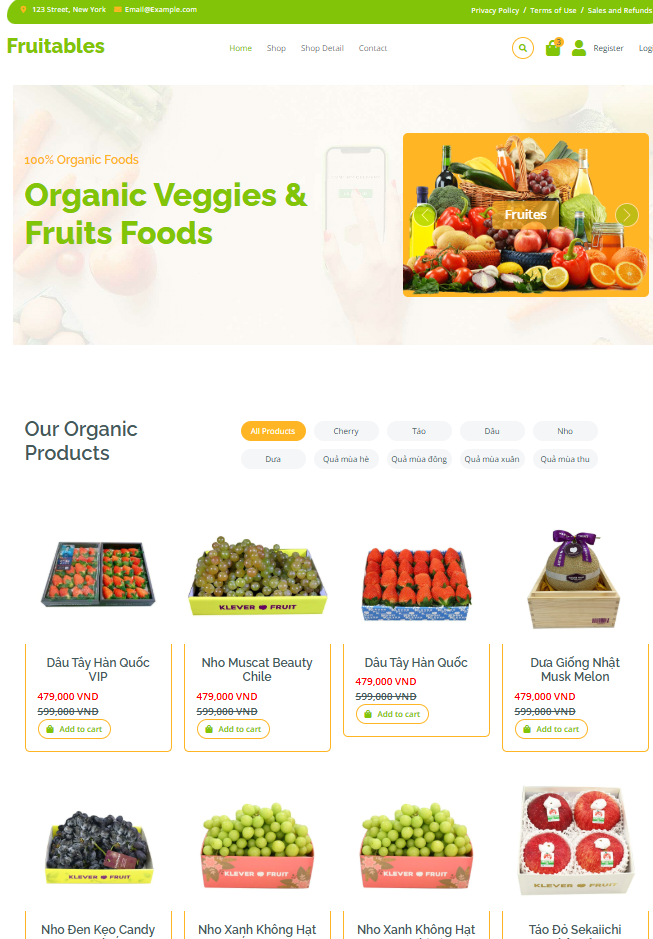 123 Street, New York Email@Example.com Privacy Policy / Terms of Use / Sales and Refunds
Fruitables Home Shop Shop Detail Contact 3 Register
100% Organic Foods
Organic Veggies &
Fruits Foods
Fruites
Our Organic
Products
All Products Cherry Táo Dâu Nho
Dưa Quả mùa hè Quả mùa đông Quả mùa xuân Quả mùa thu
KLEVER FRUIT
Dâu Tây Hàn Quốc
VIP
479,000 VND
599,000 VND
Add to cart
Nho Muscat Beauty
Chile
479,000 VND
599,000 VND
Add to cart
Dâu Tây Hàn Quốc
479,000 VND
599,000 VND
Add to cart
Dưa Giống Nhật
Musk Melon
479,000 VND
599,000 VND
Add to cart
KLEVER FRUIT
KLEVER FRUIT
KLEVER FRUIT
KLEVER FRUIT
Nho Đen Kẹo Candy
Nho Xanh Không Hạt
Nho Xanh Không Hạt
Táo Đỏ Sekaiichi